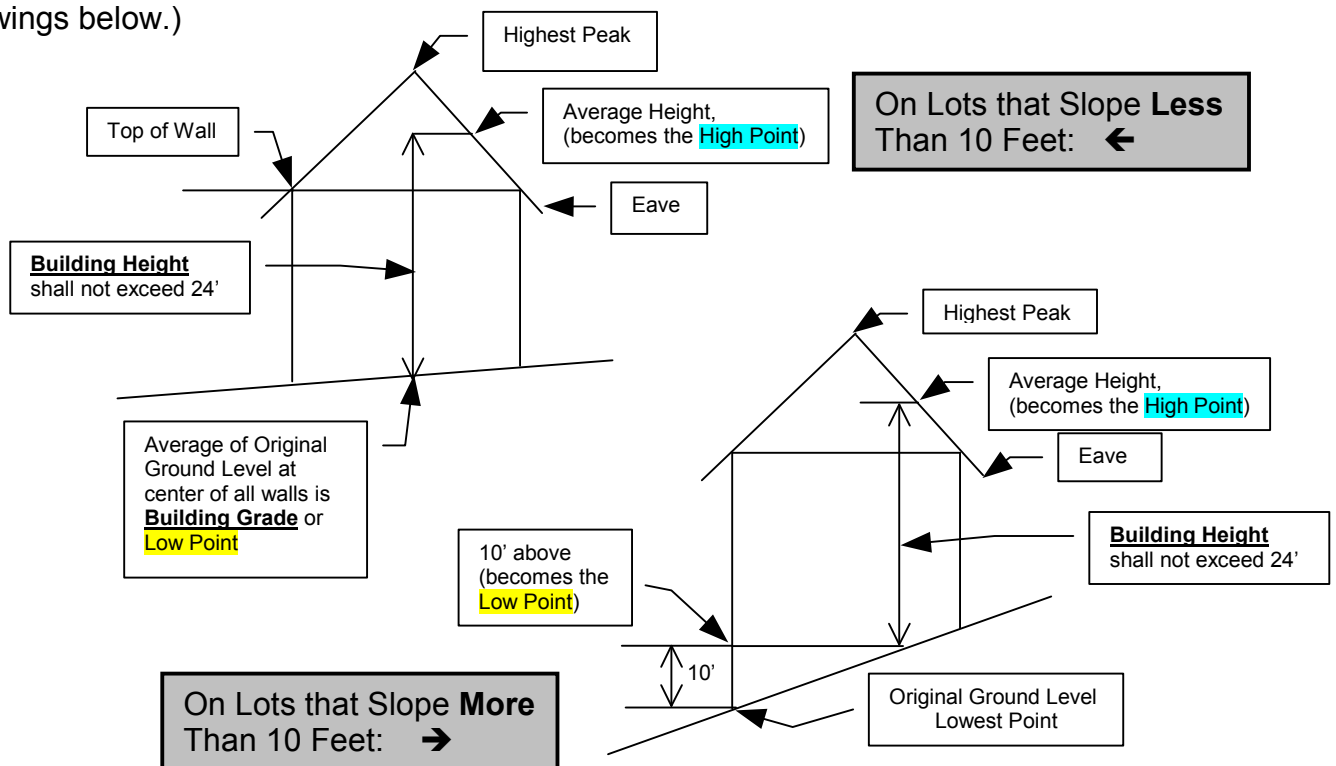 wings below.)
Highest Peak
Top of Wall
Average Height,
(becomes the High Point)
On Lots that Slope Less
Than 10 Feet: ←
Eave
Building Height
shall not exceed 24’
Average of Original
Ground Level at
center of all walls is
Building Grade or
Low Point
Highest Peak
Average Height,
(becomes the High Point)
Eave
10’ above
(becomes the
Low Point)
Building Height
shall not exceed 24’
10’
On Lots that Slope More
Than 10 Feet: →
Original Ground Level
Lowest Point